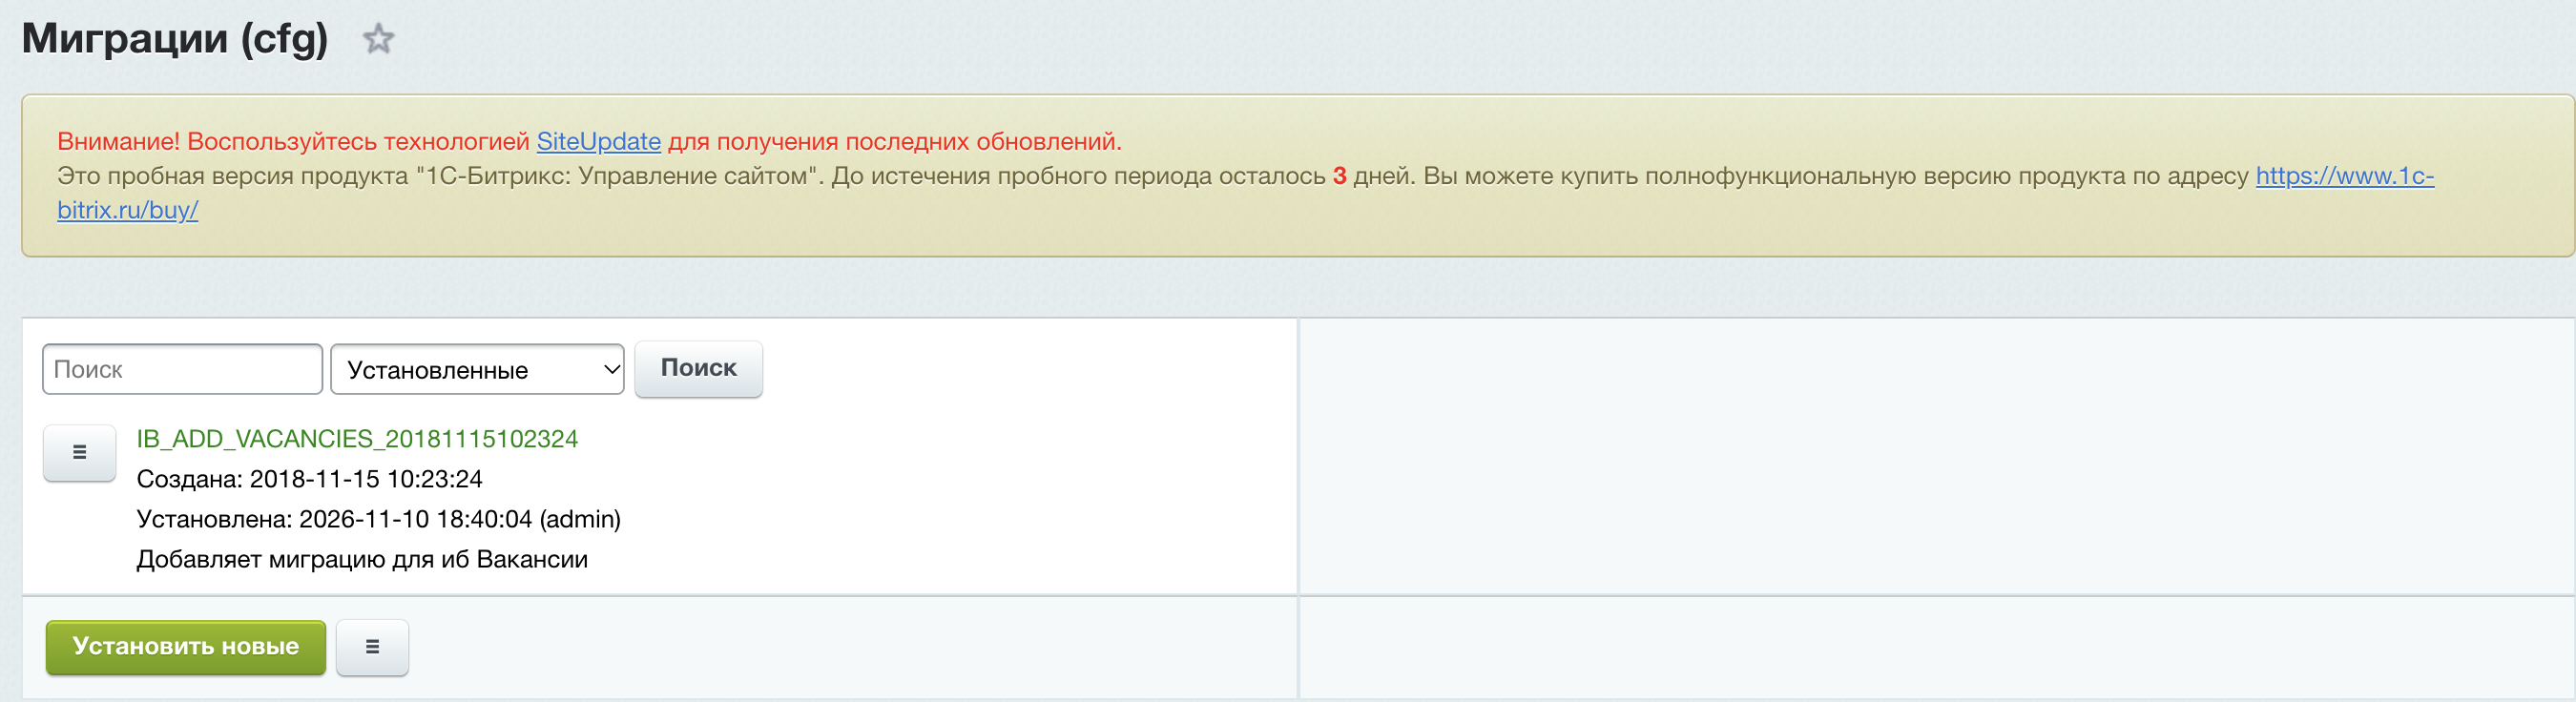 Миграции (cfg)
Внимание! Воспользуйтесь технологией SiteUpdate для получения последних обновлений.
Это пробная версия продукта "1С-Битрикс: Управление сайтом". До истечения пробного периода осталось 3 дней. Вы можете купить полнофункциональную версию продукта по адресу https://www.1c-
bitrix.ru/buy/
Поиск Установленные Поиск
IB_ADD_VACANCIES_20181115102324
Создана: 2018-11-15 10:23:24
Установлена: 2026-11-10 18:40:04 (admin)
Добавляет миграцию для иб Вакансии
Установить новые